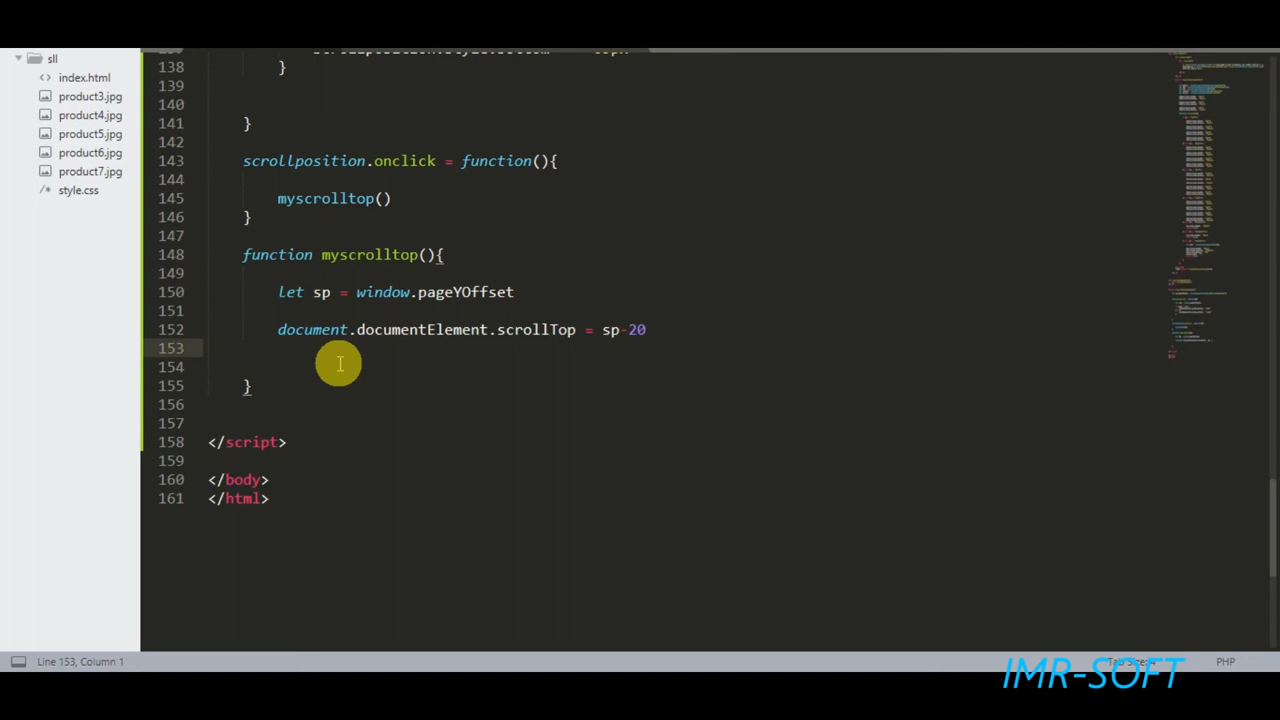 sll
index.html
product3.jpg
product4.jpg
product5.jpg
product6.jpg
product7.jpg
style.css
138 }
139
140
141 }
142
143 scrollposition.onclick = function(){
144
145 myscrolltop()
146 }
147
148 function myscrolltop(){
149
150 let sp = window.pageYOffset
151
152 document.documentElement.scrollTop = sp-20
153
154
155 }
156
157
158 </script>
159
160 </body>
161 </html>
Line 153, Column 1
Tab Size: 4
PHP
IMR-SOFT